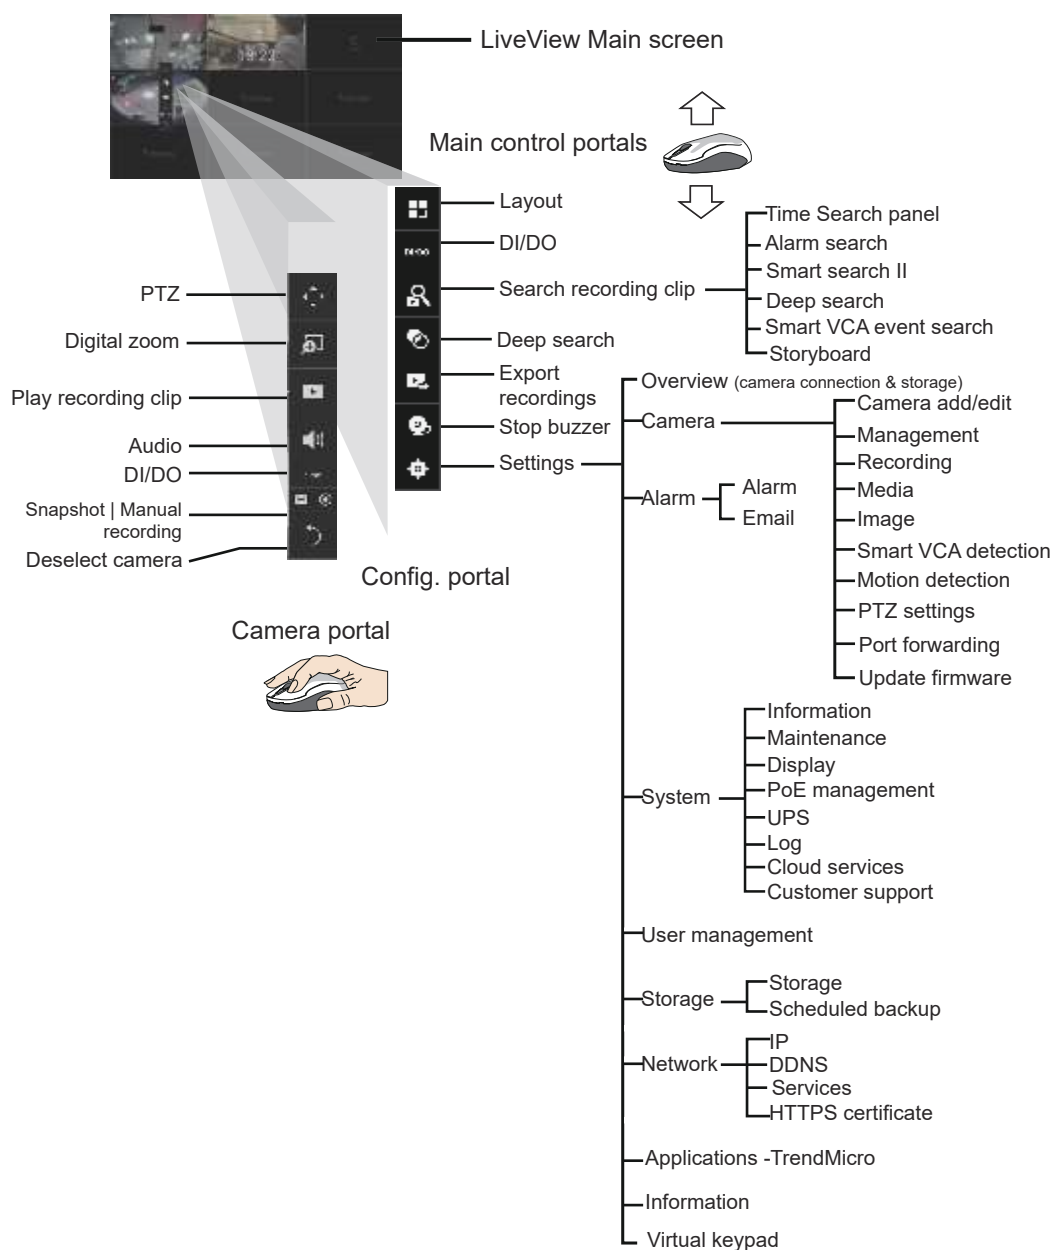 LiveView Main screen
Main control portals
Layout
DI/DO
Search recording clip
Deep search
Export
recordings
Stop buzzer
Settings
Time Search panel
Alarm search
Smart search II
Deep search
Smart VCA event search
Storyboard
PTZ
Digital zoom
Play recording clip
Audio
DI/DO
Snapshot | Manual
recording
Deselect camera
Config. portal
Camera portal
Overview (camera connection & storage)
Camera
Camera add/edit
Management
Recording
Media
Image
Smart VCA detection
Motion detection
PTZ settings
Port forwarding
Update firmware
Alarm
Alarm
Email
System
Information
Maintenance
Display
PoE management
UPS
Log
Cloud services
Customer support
User management
Storage
Storage
Scheduled backup
Network
IP
DDNS
Services
HTTPS certificate
Applications -TrendMicro
Information
Virtual keypad